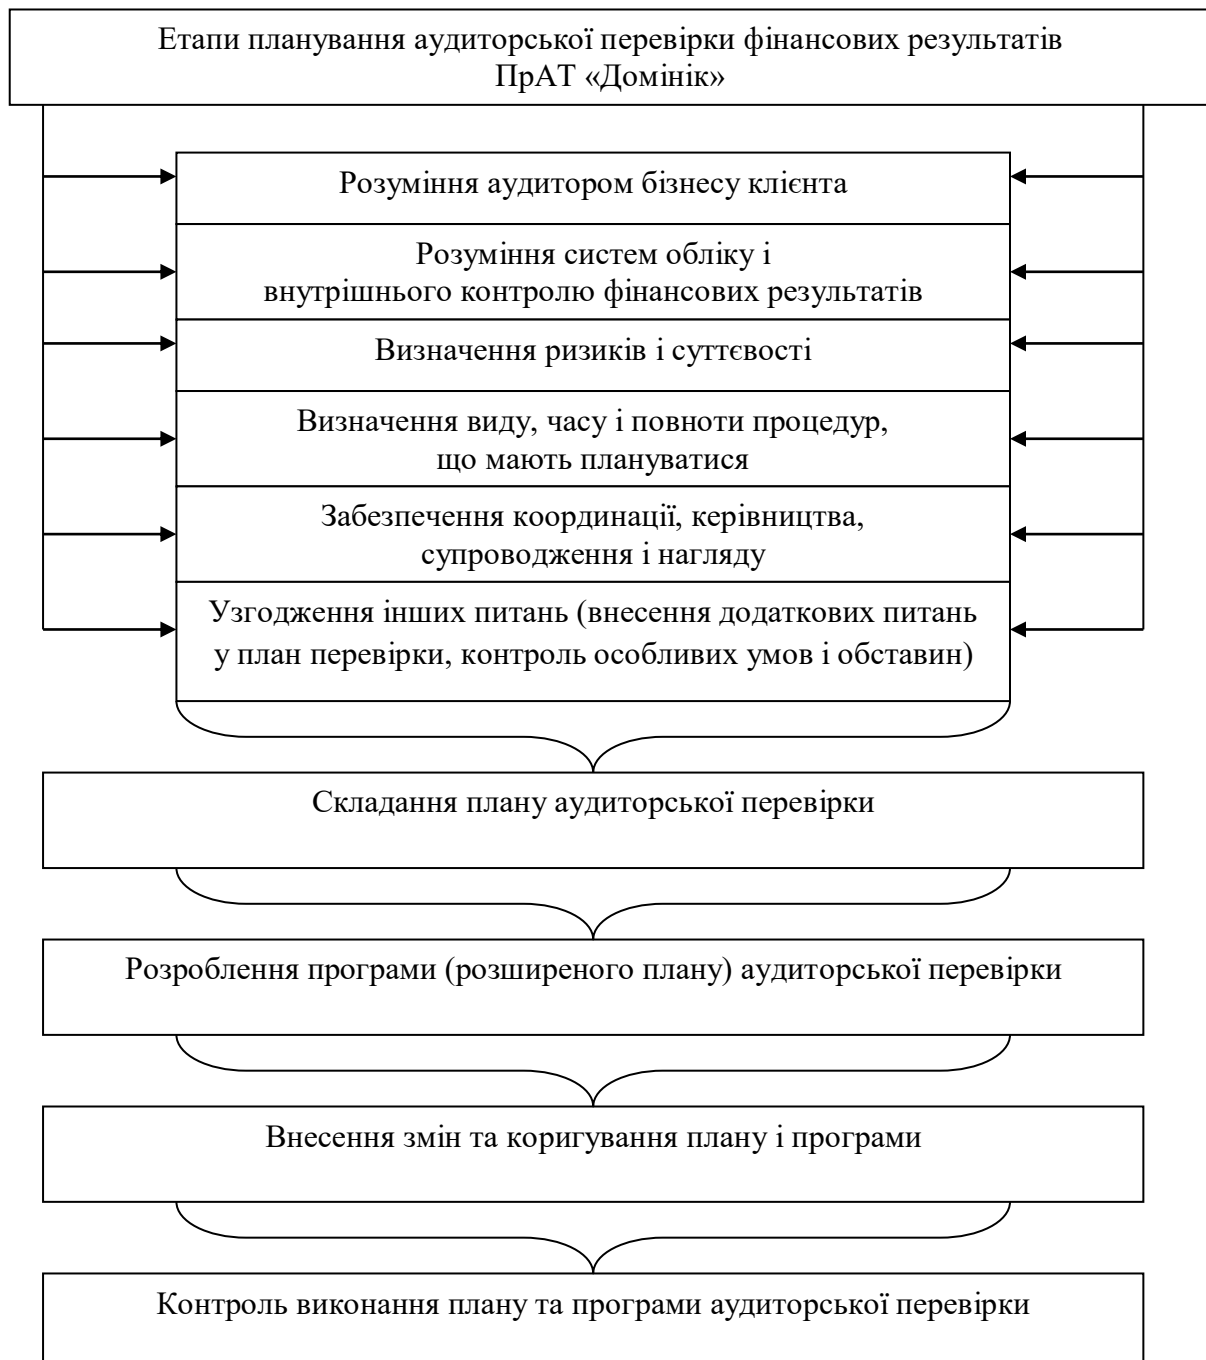 Етапи планування аудиторської перевірки фінансових результатів
ПрАТ «Домінік»
Розуміння аудитором бізнесу клієнта
Розуміння систем обліку і
внутрішнього контролю фінансових результатів
Визначення ризиків і суттєвості
Визначення виду, часу і повноти процедур,
що мають плануватися
Забезпечення координації, керівництва,
супроводження і нагляду
Узгодження інших питань (внесення додаткових питань
у план перевірки, контроль особливих умов і обставин)
Складання плану аудиторської перевірки
Розроблення програми (розширеного плану) аудиторської перевірки
Внесення змін та коригування плану і програми
Контроль виконання плану та програми аудиторської перевірки